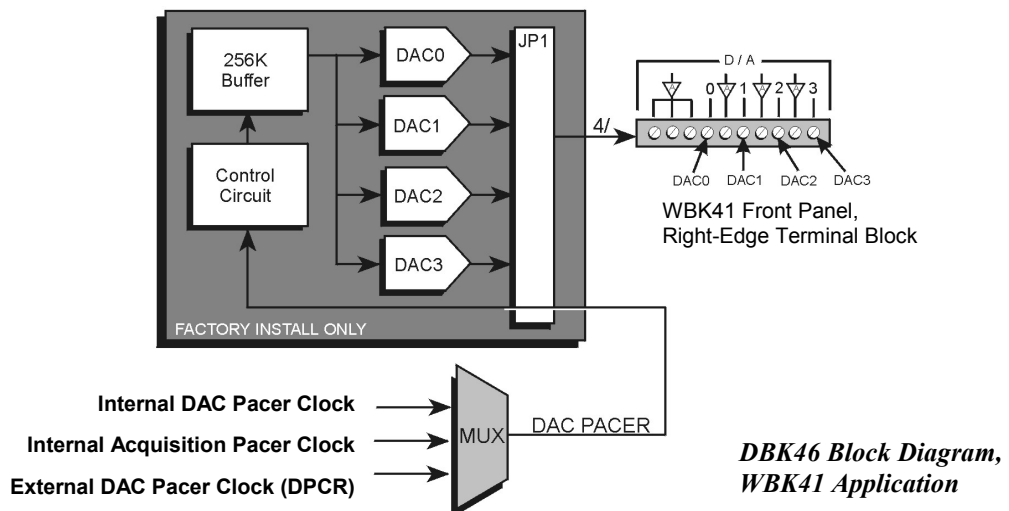 256K
Buffer
Control
Circuit
DAC0
DAC1
DAC2
DAC3
JP1
FACTORY INSTALL ONLY
4/
D / A
A 0 A 1 A 2 A 3
DAC0 DAC1 DAC2 DAC3
WBK41 Front Panel,
Right-Edge Terminal Block
Internal DAC Pacer Clock
Internal Acquisition Pacer Clock
External DAC Pacer Clock (DPCR)
MUX
DAC PACER
DBK46 Block Diagram,
WBK41 Application